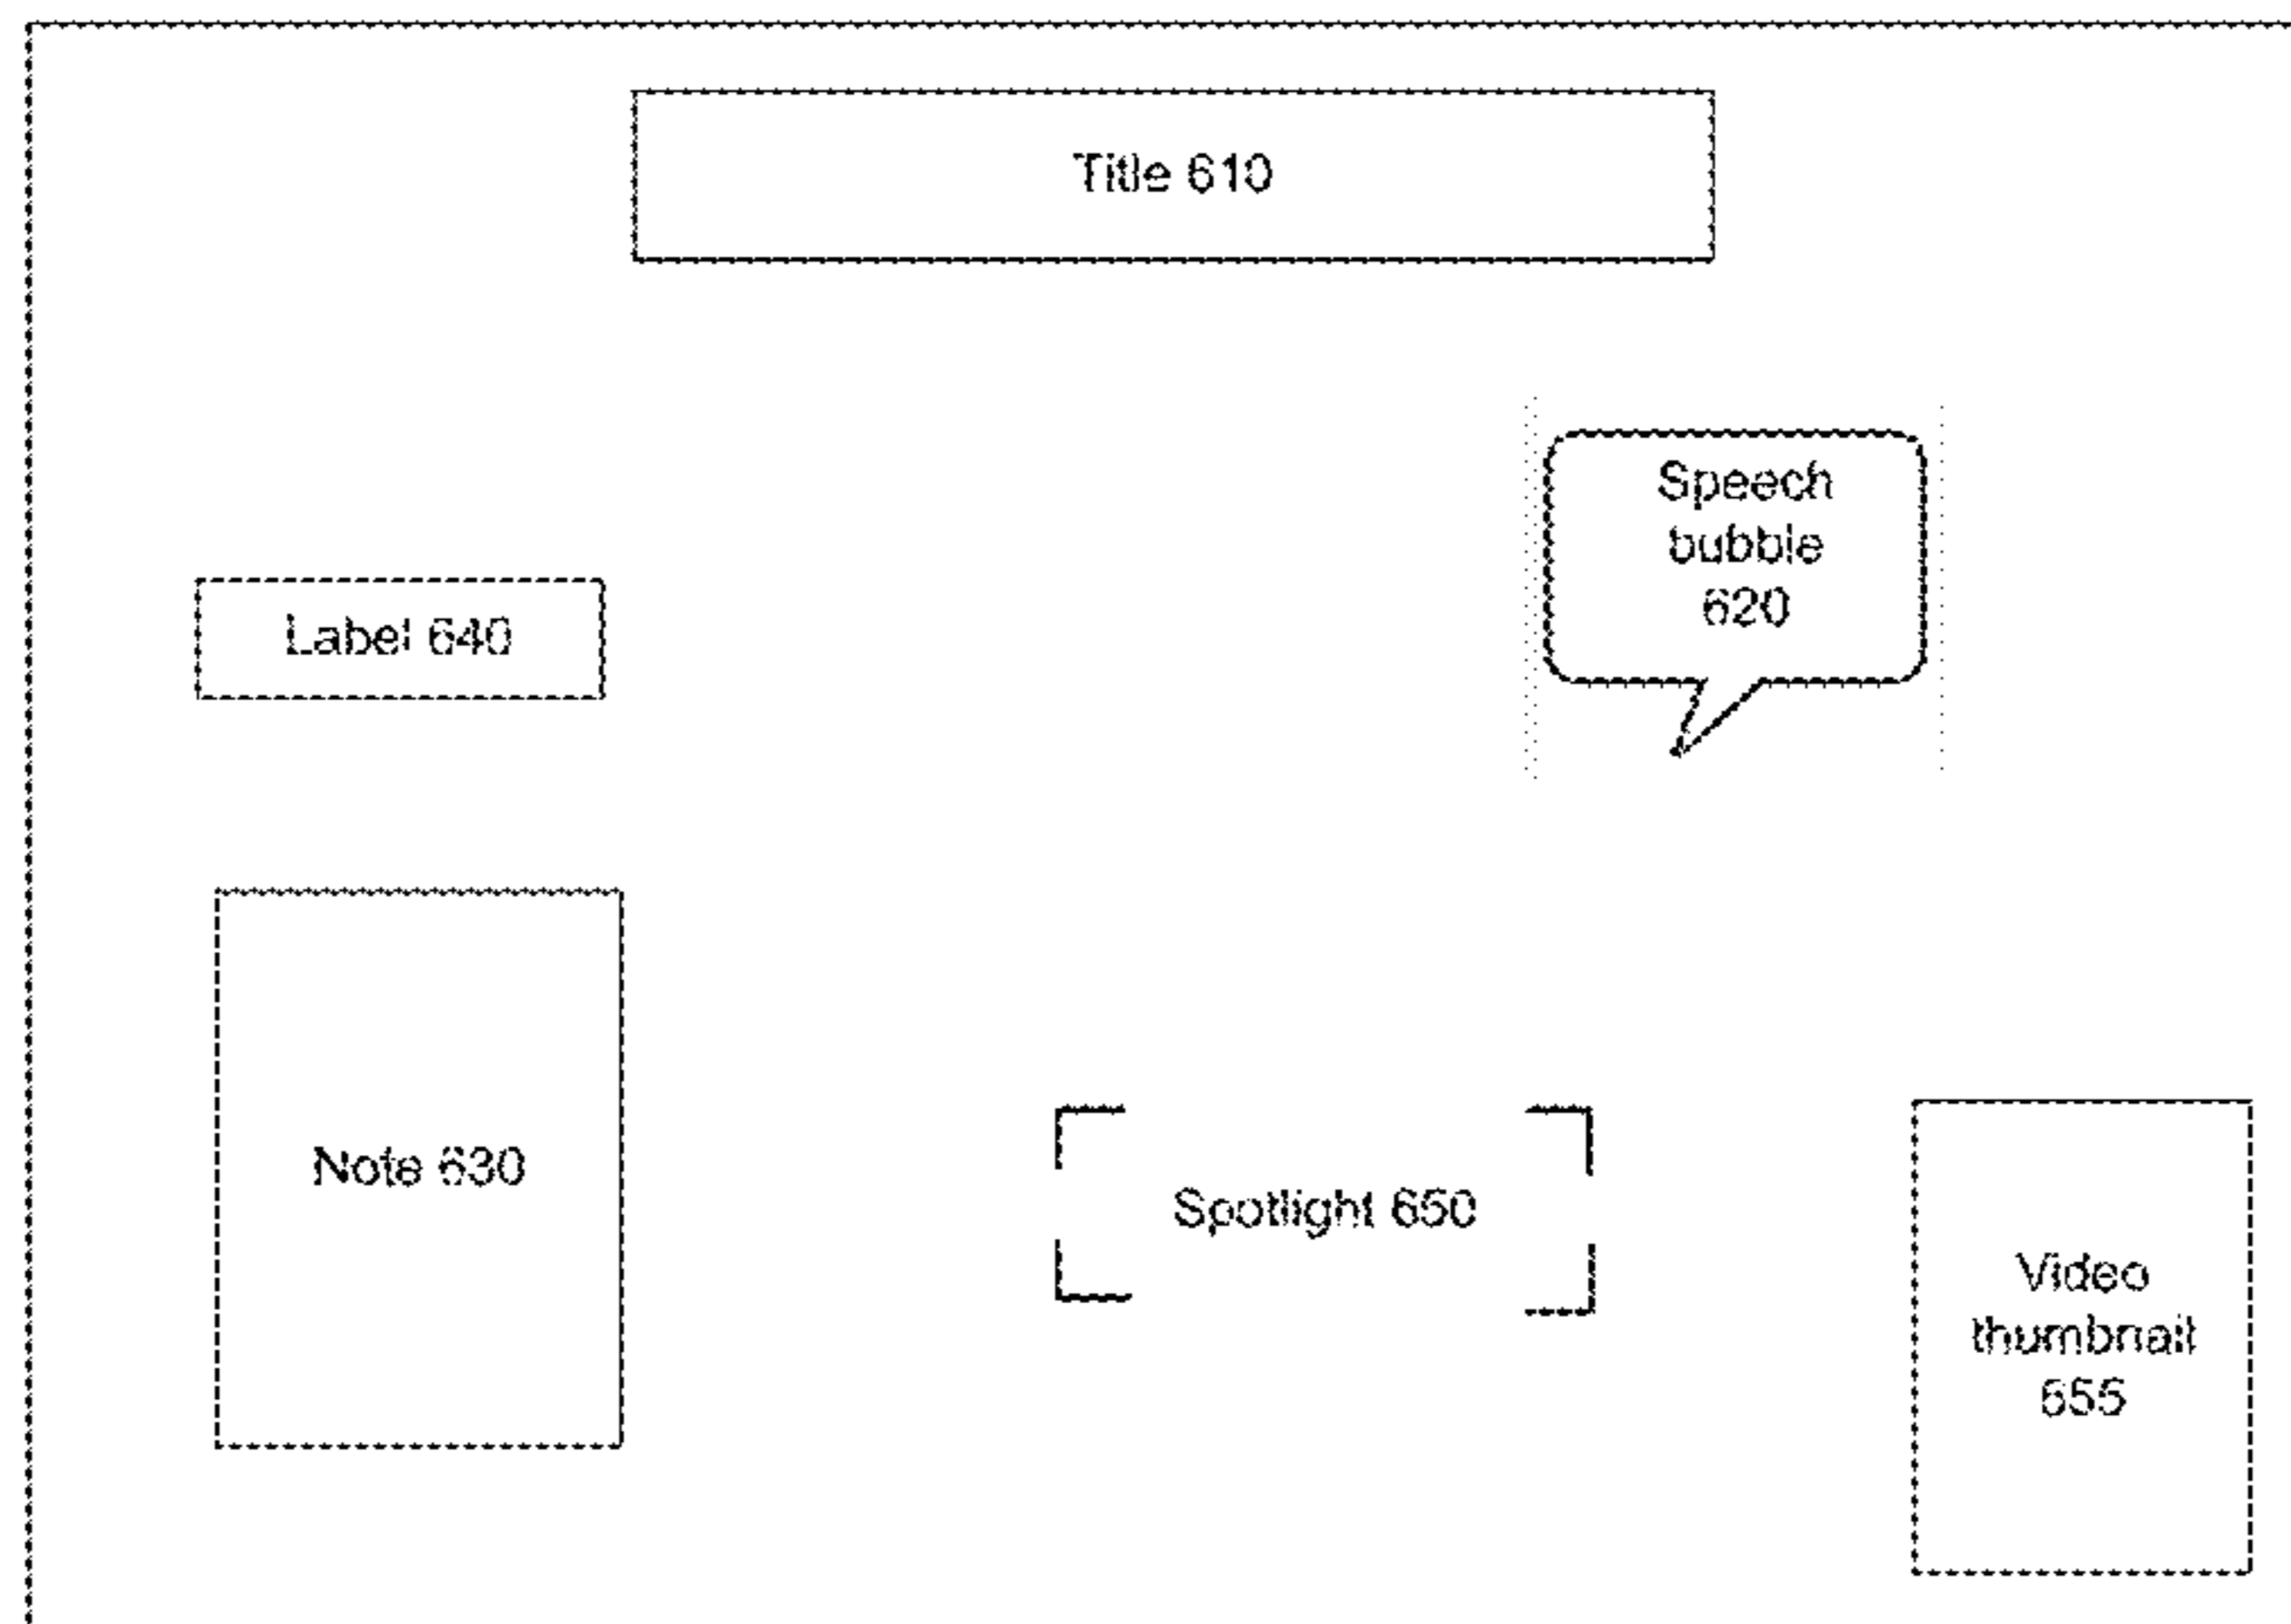 Title 610
Speech
bubble
620
Label 640
Note 630
Spotlight 650
Video
thumbnail
655